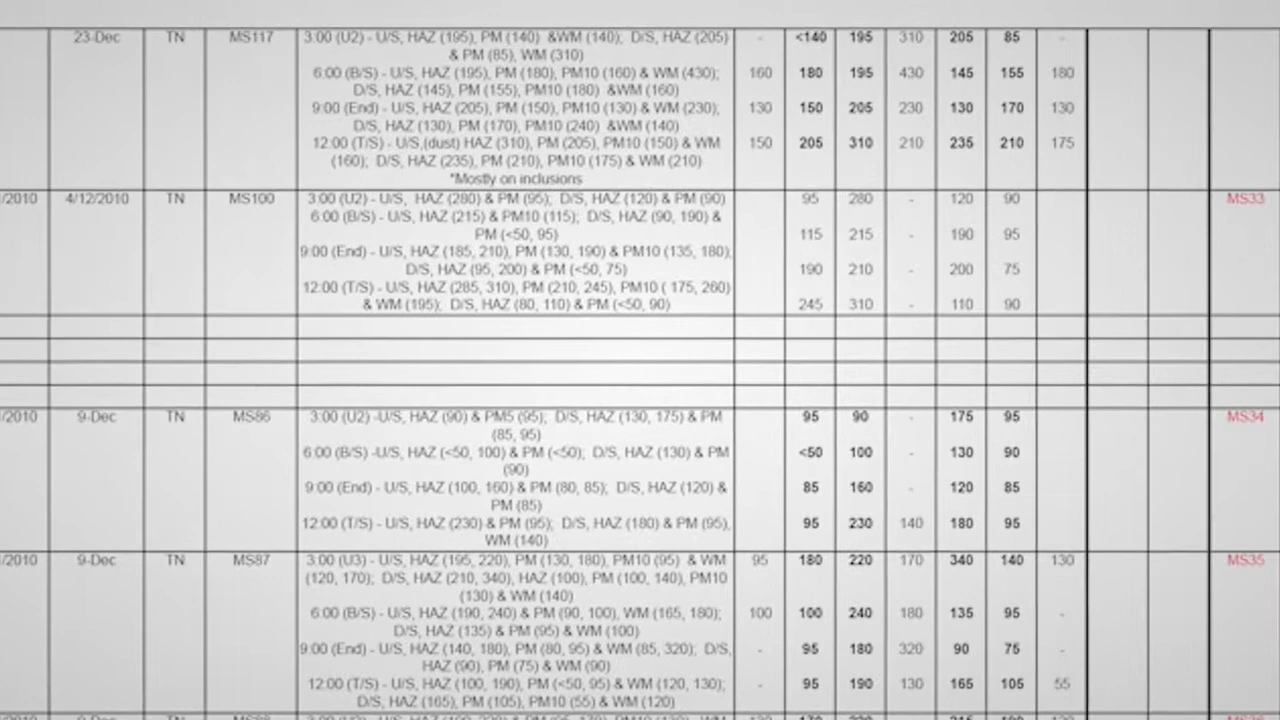 23-Dec TN MS117 3:00 (U2) - U/S, HAZ (195), PM (140) &WM (140); D/S, HAZ (205) - <140 195 310 205 85 -
& PM (85), WM (310)
6:00 (B/S) - U/S, HAZ (195), PM (180), PM10 (160) & WM (430); 160 180 195 430 145 155 180
D/S, HAZ (145), PM (155), PM10 (180) &WM (160)
9:00 (End) - U/S, HAZ (205), PM (150), PM10 (130) & WM (230); 130 150 205 230 130 170 130
D/S, HAZ (130), PM (170), PM10 (240) &WM (140)
12:00 (T/S) - U/S,(dust) HAZ (310), PM (205), PM10 (150) & WM 150 205 310 210 235 210 175
(160); D/S, HAZ (235), PM (210), PM10 (175) & WM (210)
*Mostly on inclusions
/2010 4/12/2010 TN MS100 3:00 (U2) - U/S, HAZ (280) & PM (95); D/S, HAZ (120) & PM (90) 95 280 - 120 90 MS33
6:00 (B/S) - U/S, HAZ (215) & PM10 (115); D/S, HAZ (90, 190) &
PM (<50, 95) 115 215 - 190 95
9:00 (End) - U/S, HAZ (185, 210), PM (130, 190) & PM10 (135, 180),
D/S, HAZ (95, 200) & PM (<50, 75) 190 210 - 200 75
12:00 (T/S) - U/S, HAZ (285, 310), PM (210, 245), PM10 ( 175, 260)
& WM (195); D/S, HAZ (80, 110) & PM (<50, 90) 245 310 - 110 90
/2010 9-Dec TN MS86 3:00 (U2) -U/S, HAZ (90) & PM5 (95); D/S, HAZ (130, 175) & PM 95 90 - 175 95 MS34
(85, 95)
6:00 (B/S) -U/S, HAZ (<50, 100) & PM (<50); D/S, HAZ (130) & PM <50 100 - 130 90
(90)
9:00 (End) - U/S, HAZ (100, 160) & PM (80, 85); D/S, HAZ (120) & 85 160 - 120 85
PM (85)
12:00 (T/S) - U/S, HAZ (230) & PM (95); D/S, HAZ (180) & PM (95), 95 230 140 180 95
WM (140)
/2010 9-Dec TN MS87 3:00 (U3) - U/S, HAZ (195, 220), PM (130, 180), PM10 (95) & WM 95 180 220 170 340 140 130 MS35
(120, 170); D/S, HAZ (210, 340), HAZ (100), PM (100, 140), PM10
(130) & WM (140)
6:00 (B/S) - U/S, HAZ (190, 240) & PM (90, 100), WM (165, 180); 100 100 240 180 135 95 -
D/S, HAZ (135) & PM (95) & WM (100)
9:00 (End) - U/S, HAZ (140, 180), PM (80, 95) & WM (85, 320); D/S, - 95 180 320 90 75 -
HAZ (90), PM (75) & WM (90)
12:00 (T/S) - U/S, HAZ (100, 190), PM (<50, 95) & WM (120, 130); - 95 190 130 165 105 55
D/S, HAZ (165), PM (105), PM10 (55) & WM (120)